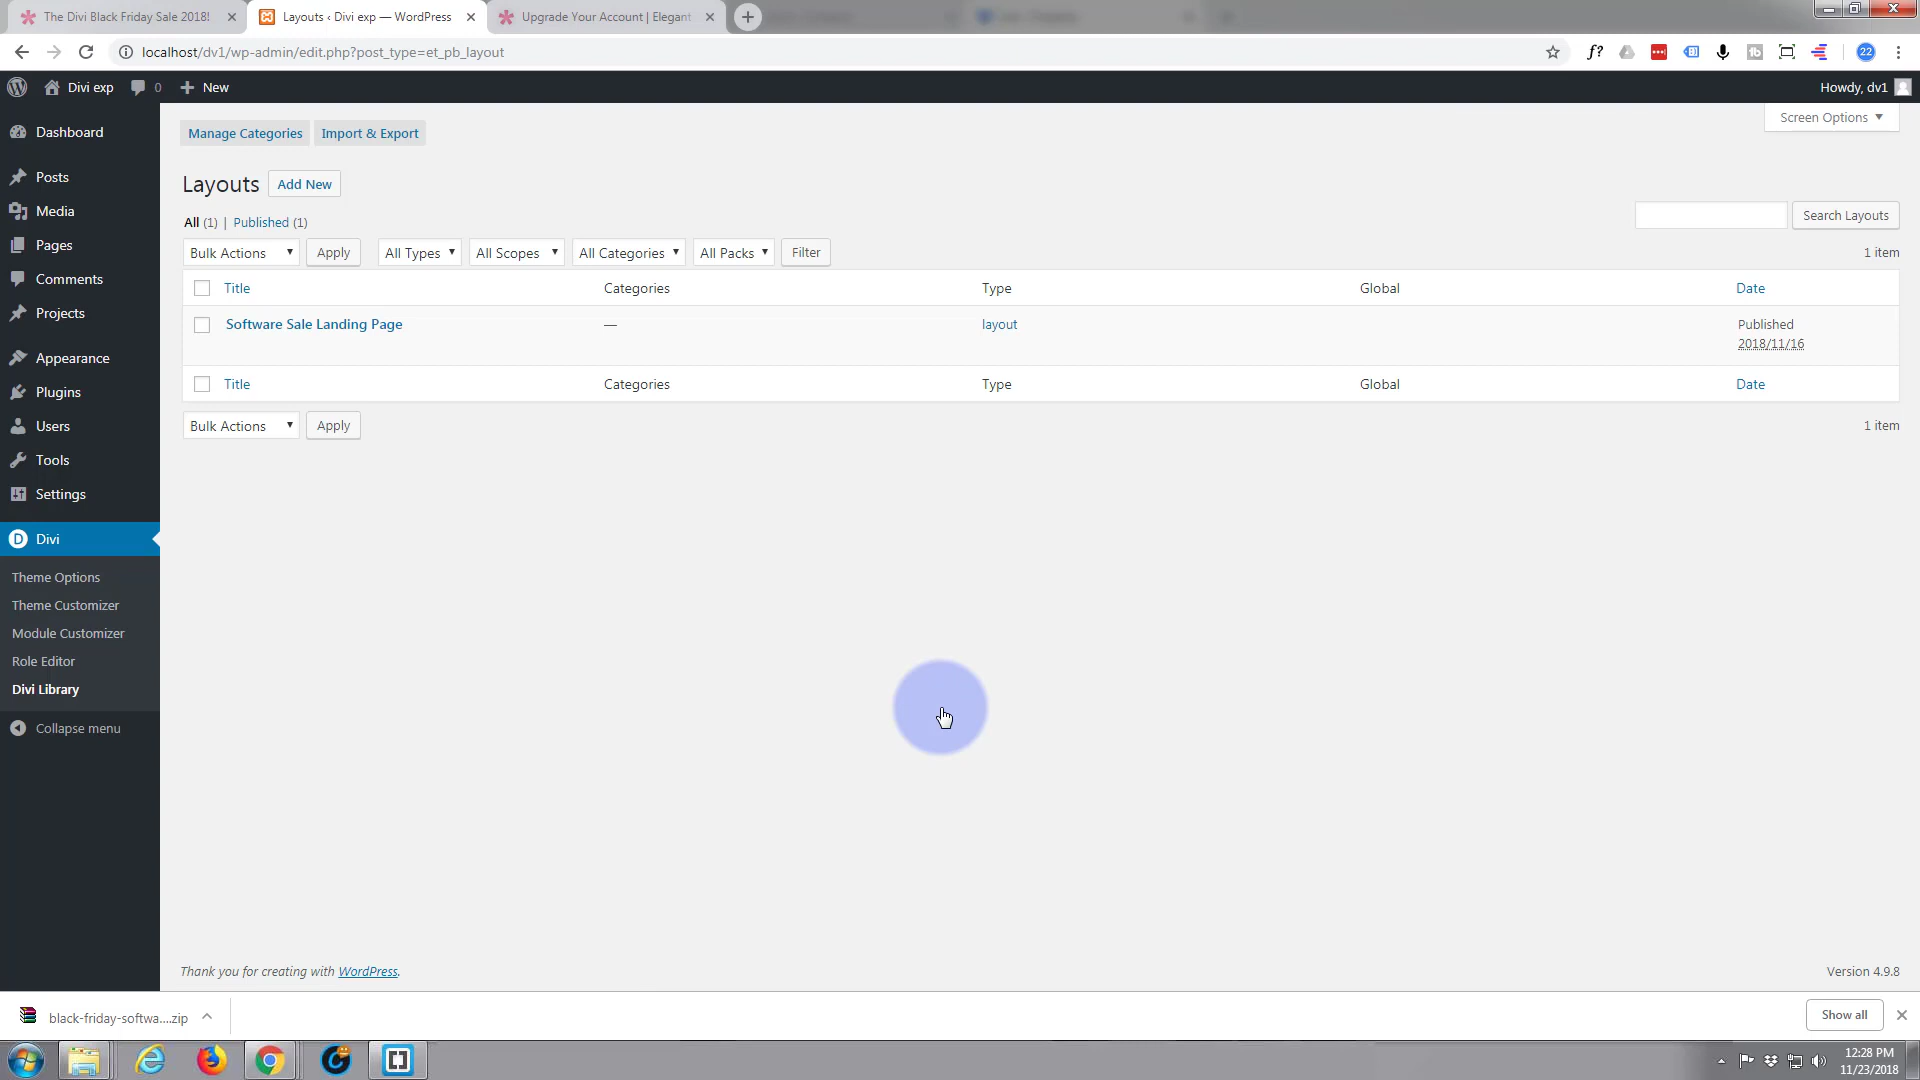 The Divi Black Friday Sale 2018!
Layouts ‹ Divi exp — WordPress
Upgrade Your Account | Elegant
localhost/dv1/wp-admin/edit.php?post_type=et_pb_layout
f?
22
Divi exp
0
New
Howdy, dv1
Dashboard
Posts
Media
Pages
Comments
Projects
Appearance
Plugins
Users
Tools
Settings
Divi
Theme Options
Theme Customizer
Module Customizer
Role Editor
Divi Library
Collapse menu
Manage Categories
Import & Export
Screen Options
Layouts
Add New
All (1) | Published (1)
Search Layouts
Bulk Actions
Apply
All Types
All Scopes
All Categories
All Packs
Filter
1 item
Title Categories Type Global Date
Software Sale Landing Page — layout Published
2018/11/16
Title Categories Type Global Date
Bulk Actions
Apply
1 item
Thank you for creating with WordPress.
Version 4.9.8
black-friday-softwa....zip
Show all
12:28 PM
11/23/2018